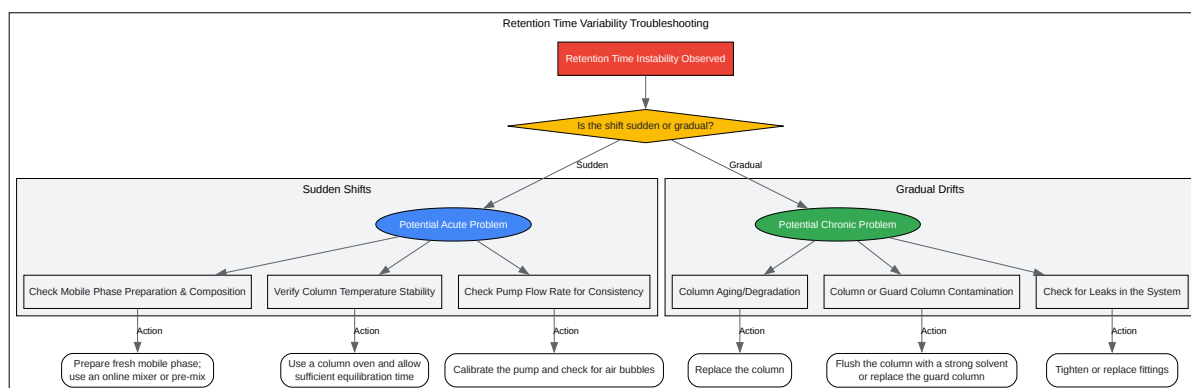 Retention Time Variability Troubleshooting
Retention Time Instability Observed
Is the shift sudden or gradual?
Sudden
Gradual
Sudden Shifts
Potential Acute Problem
Check Mobile Phase Preparation & Composition
Verify Column Temperature Stability
Check Pump Flow Rate for Consistency
Action
Action
Action
Prepare fresh mobile phase;
use an online mixer or pre-mix
Use a column oven and allow
sufficient equilibration time
Calibrate the pump and check for air bubbles
Gradual Drifts
Potential Chronic Problem
Column Aging/Degradation
Column or Guard Column Contamination
Check for Leaks in the System
Action
Action
Action
Replace the column
Flush the column with a strong solvent
or replace the guard column
Tighten or replace fittings